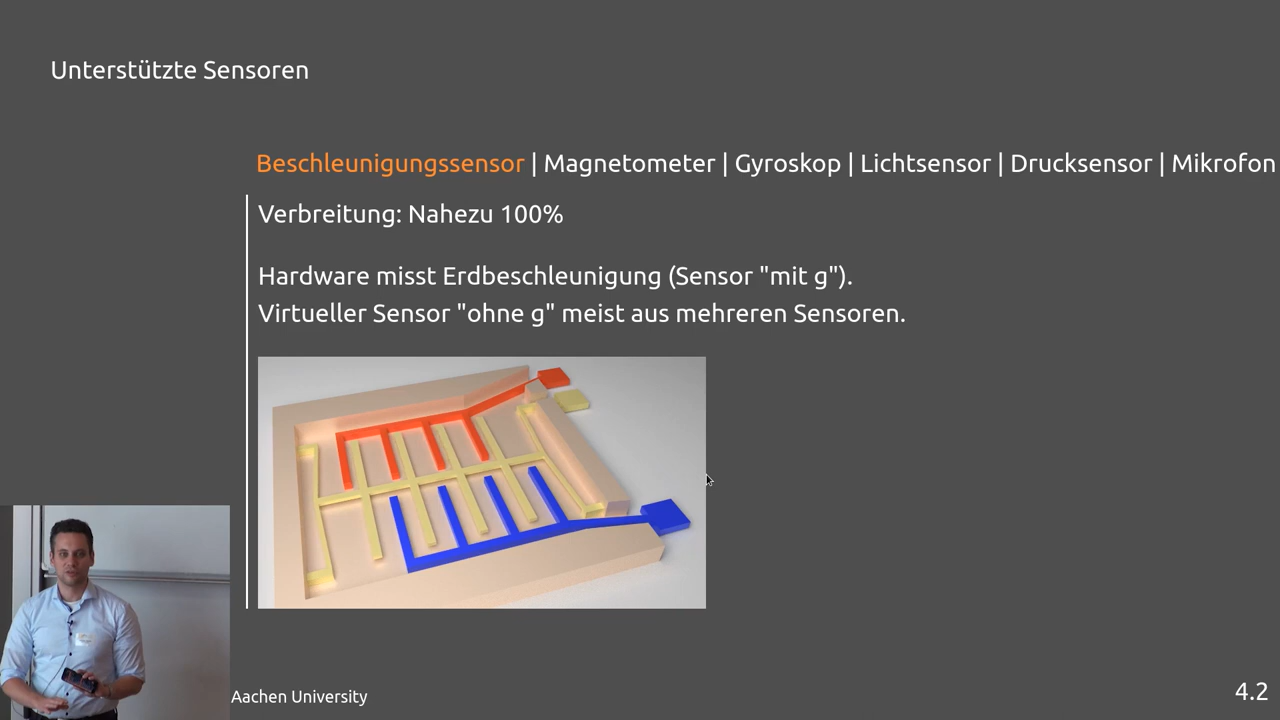 Unterstützte Sensoren
Beschleunigungssensor | Magnetometer | Gyroskop | Lichtsensor | Drucksensor | Mikrofon
Verbreitung: Nahezu 100%
Hardware misst Erdbeschleunigung (Sensor "mit g").
Virtueller Sensor "ohne g" meist aus mehreren Sensoren.
Aachen University
4.2